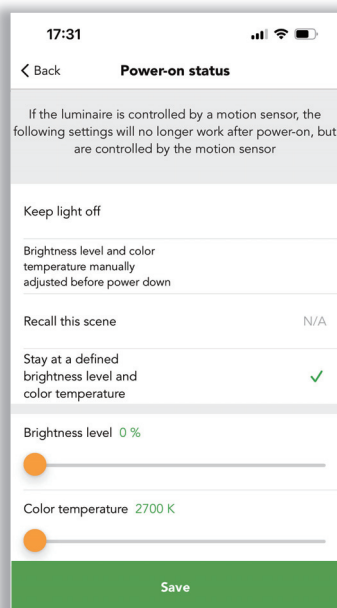 17:31
Back Power-on status
If the luminaire is controlled by a motion sensor, the
following settings will no longer work after power-on, but
are controlled by the motion sensor
Keep light off
Brightness level and color
temperature manually
adjusted before power down
Recall this scene N/A
Stay at a defined
brightness level and
color temperature
Brightness level 0 %
Color temperature 2700 K
Save